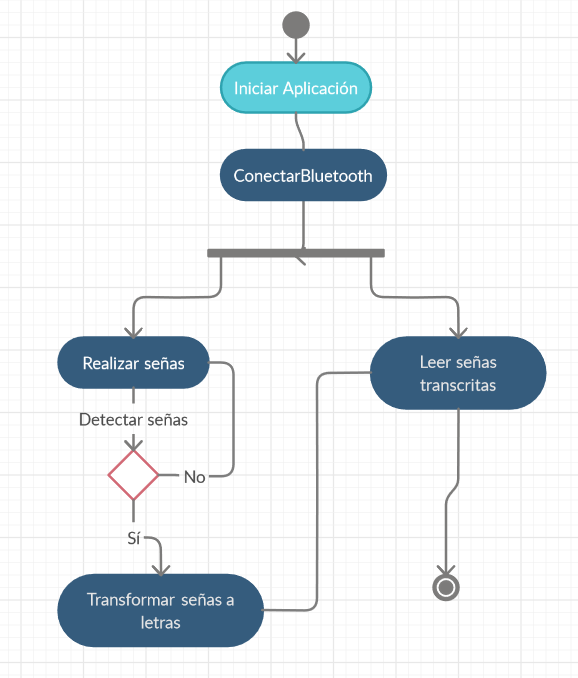 Iniciar Aplicación
ConectarBluetooth
Realizar señas
Leer señas
transcritas
Detectar señas
No
Sí
Transformar señas a
letras